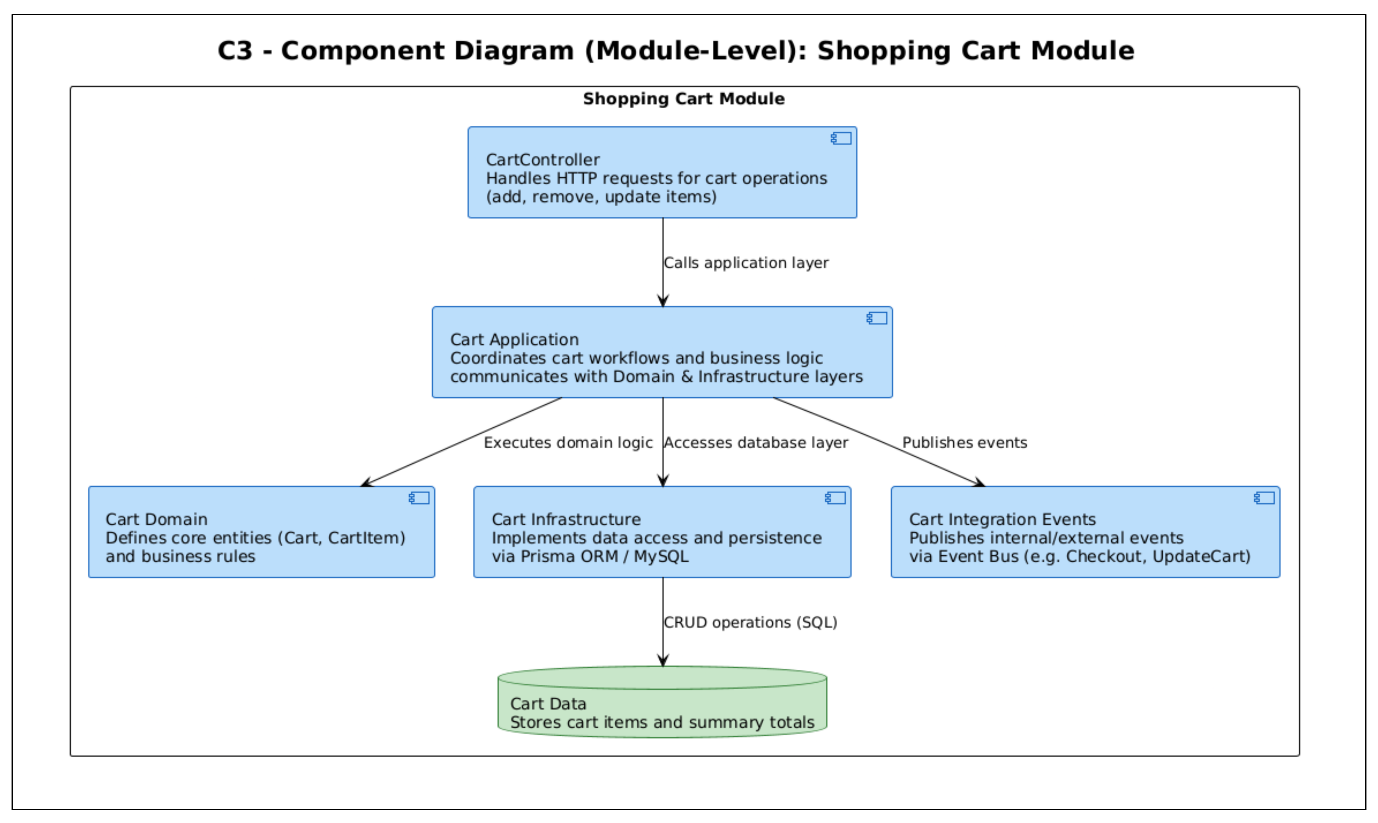 C3 - Component Diagram (Module-Level): Shopping Cart Module
Shopping Cart Module
CartController
Handles HTTP requests for cart operations
(add, remove, update items)
Calls application layer
Cart Application
Coordinates cart workflows and business logic
communicates with Domain & Infrastructure layers
Executes domain logic
Accesses database layer
Publishes events
Cart Domain
Defines core entities (Cart, CartItem)
and business rules
Cart Infrastructure
Implements data access and persistence
via Prisma ORM / MySQL
Cart Integration Events
Publishes internal/external events
via Event Bus (e.g. Checkout, UpdateCart)
CRUD operations (SQL)
Cart Data
Stores cart items and summary totals